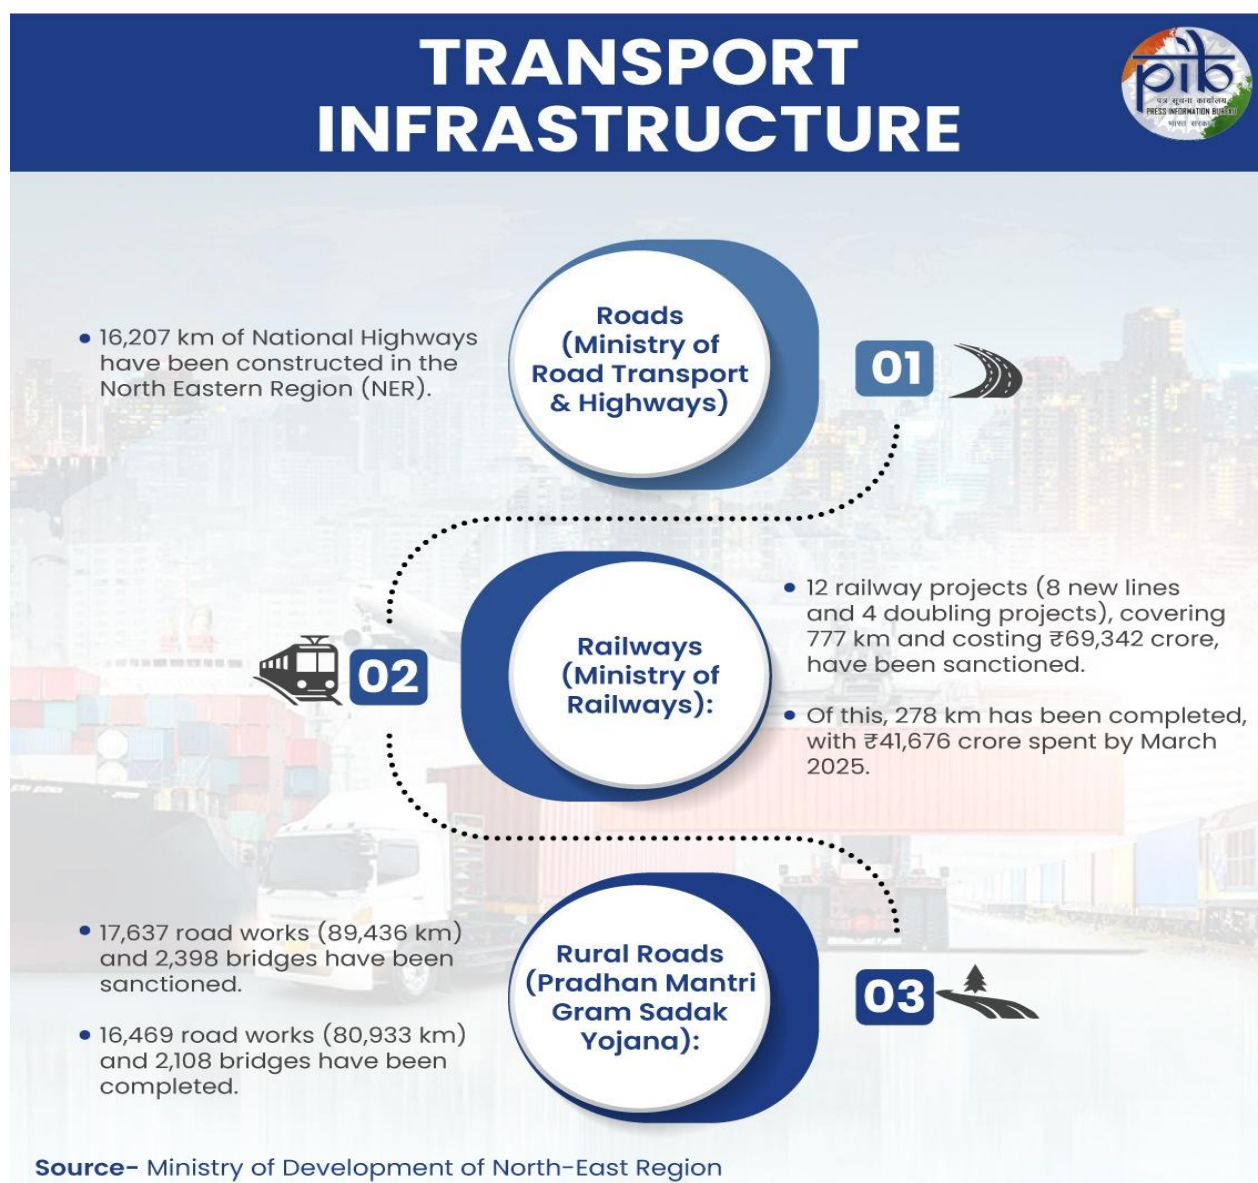 TRANSPORT
INFRASTRUCTURE
pib
पत्र सूचना कार्यालय
PRESS INFORMATION BUREAU
भारत सरकार
• 16,207 km of National Highways
have been constructed in the
North Eastern Region (NER).
Roads
(Ministry of
Road Transport
& Highways)
01
02
Railways
(Ministry of
Railways):
• 12 railway projects (8 new lines
and 4 doubling projects), covering
777 km and costing ₹69,342 crore,
have been sanctioned.
• Of this, 278 km has been completed,
with ₹41,676 crore spent by March
2025.
• 17,637 road works (89,436 km)
and 2,398 bridges have been
sanctioned.
• 16,469 road works (80,933 km)
and 2,108 bridges have been
completed.
Rural Roads
(Pradhan Mantri
Gram Sadak
Yojana):
03
Source- Ministry of Development of North-East Region